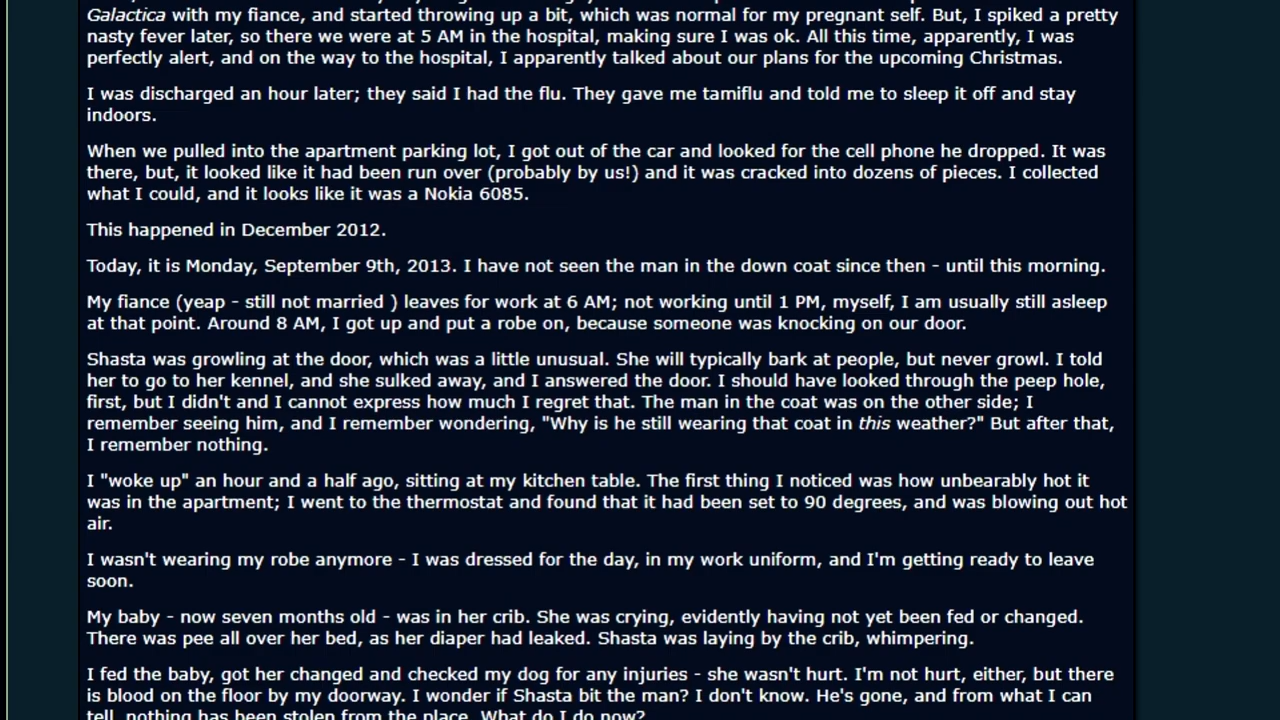 Galactica with my fiance, and started throwing up a bit, which was normal for my pregnant self. But, I spiked a pretty
nasty fever later, so there we were at 5 AM in the hospital, making sure I was ok. All this time, apparently, I was
perfectly alert, and on the way to the hospital, I apparently talked about our plans for the upcoming Christmas.
I was discharged an hour later; they said I had the flu. They gave me tamiflu and told me to sleep it off and stay
indoors.
When we pulled into the apartment parking lot, I got out of the car and looked for the cell phone he dropped. It was
there, but, it looked like it had been run over (probably by us!) and it was cracked into dozens of pieces. I collected
what I could, and it looks like it was a Nokia 6085.
This happened in December 2012.
Today, it is Monday, September 9th, 2013. I have not seen the man in the down coat since then - until this morning.
My fiance (yeap - still not married ) leaves for work at 6 AM; not working until 1 PM, myself, I am usually still asleep
at that point. Around 8 AM, I got up and put a robe on, because someone was knocking on our door.
Shasta was growling at the door, which was a little unusual. She will typically bark at people, but never growl. I told
her to go to her kennel, and she sulked away, and I answered the door. I should have looked through the peep hole,
first, but I didn't and I cannot express how much I regret that. The man in the coat was on the other side; I
remember seeing him, and I remember wondering, "Why is he still wearing that coat in this weather?" But after that,
I remember nothing.
I "woke up" an hour and a half ago, sitting at my kitchen table. The first thing I noticed was how unbearably hot it
was in the apartment; I went to the thermostat and found that it had been set to 90 degrees, and was blowing out hot
air.
I wasn't wearing my robe anymore - I was dressed for the day, in my work uniform, and I'm getting ready to leave
soon.
My baby - now seven months old - was in her crib. She was crying, evidently having not yet been fed or changed.
There was pee all over her bed, as her diaper had leaked. Shasta was laying by the crib, whimpering.
I fed the baby, got her changed and checked my dog for any injuries - she wasn't hurt. I'm not hurt, either, but there
is blood on the floor by my doorway. I wonder if Shasta bit the man? I don't know. He's gone, and from what I can
tell, nothing has been stolen from the place. What do I do now?